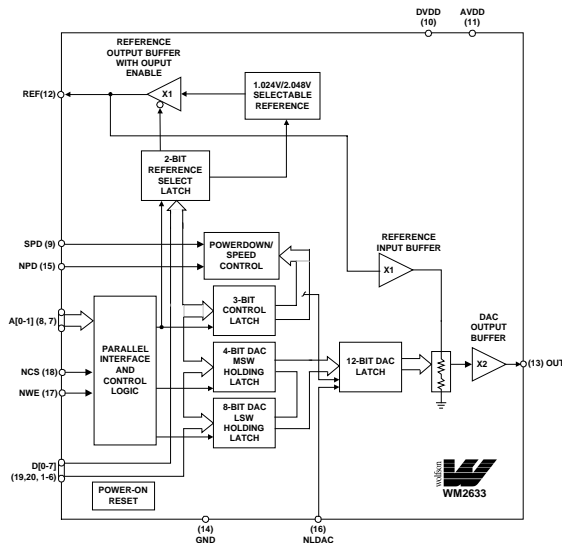 DVDD
(10)
AVDD
(11)
REFERENCE
OUTPUT BUFFER
WITH OUPUT
ENABLE
REF(12)
X1
1.024V/2.048V
SELECTABLE
REFERENCE
2-BIT
REFERENCE
SELECT
LATCH
SPD (9)
NPD (15)
POWERDOWN/
SPEED
CONTROL
REFERENCE
INPUT BUFFER
X1
A[0-1] (8, 7)
3-BIT
CONTROL
LATCH
DAC
OUTPUT
BUFFER
PARALLEL
INTERFACE
AND
CONTROL
LOGIC
NCS (18)
NWE (17)
4-BIT DAC
MSW
HOLDING
LATCH
12-BIT DAC
LATCH
X2
(13) OUT
8-BIT DAC
LSW
HOLDING
LATCH
D[0-7]
(19,20, 1-6)
POWER-ON
RESET
wolfson
WM2633
(14)
GND
(16)
NLDAC